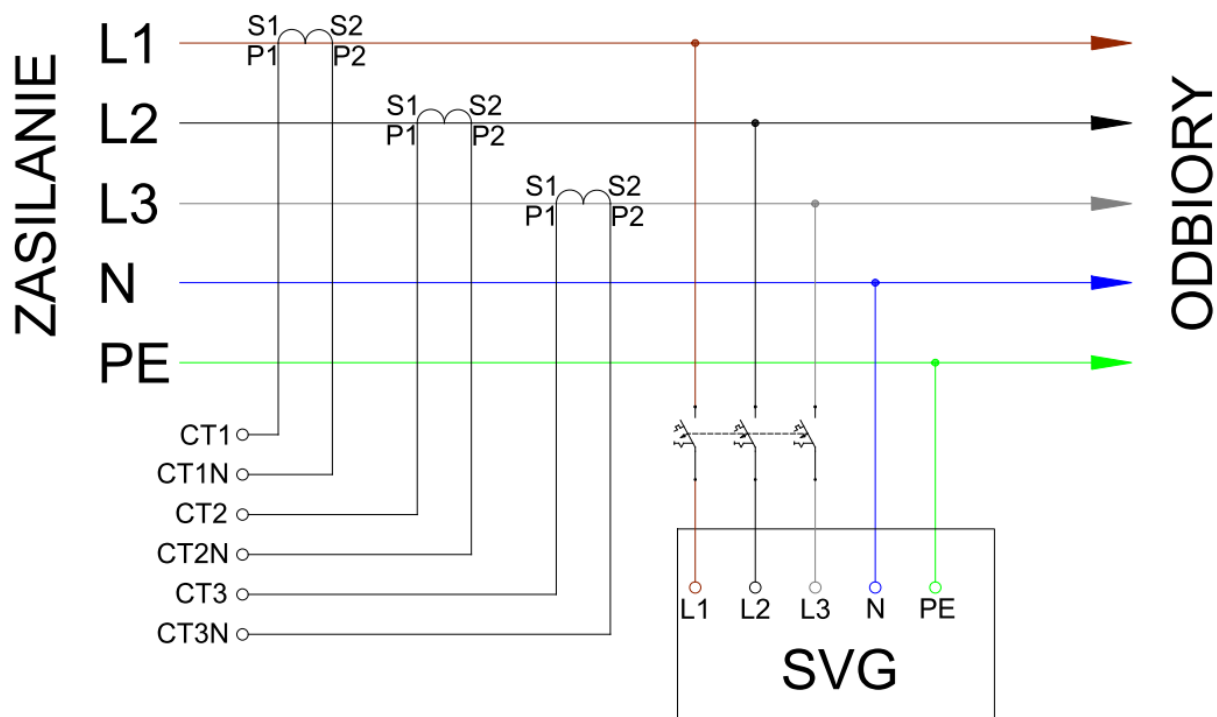 ZASILANIE
ODBIORY
L1
S1 S2
P1 P2
L2
S1 S2
P1 P2
L3
S1 S2
P1 P2
N
PE
CT1
CT1N
CT2
CT2N
CT3
CT3N
L1 L2 L3 N PE
SVG